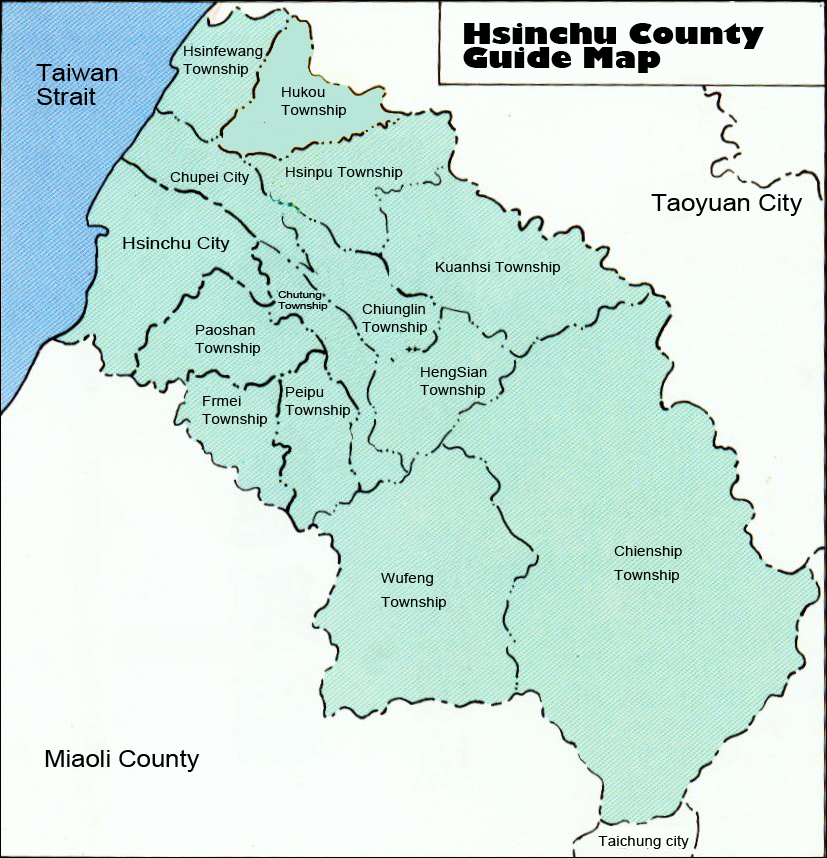 Hsinchu County
Guide Map
Taiwan
Strait
Hsinfewang
Township
Hukou
Township
Chupei City
Hsinpu Township
Taoyuan City
Hsinchu City
Kuanhsi Township
Chutung
Township
Chiunglin
Township
Paoshan
Township
HengSian
Township
Frmei
Township
Peipu
Township
Chienship
Township
Wufeng
Township
Miaoli County
Taichung city